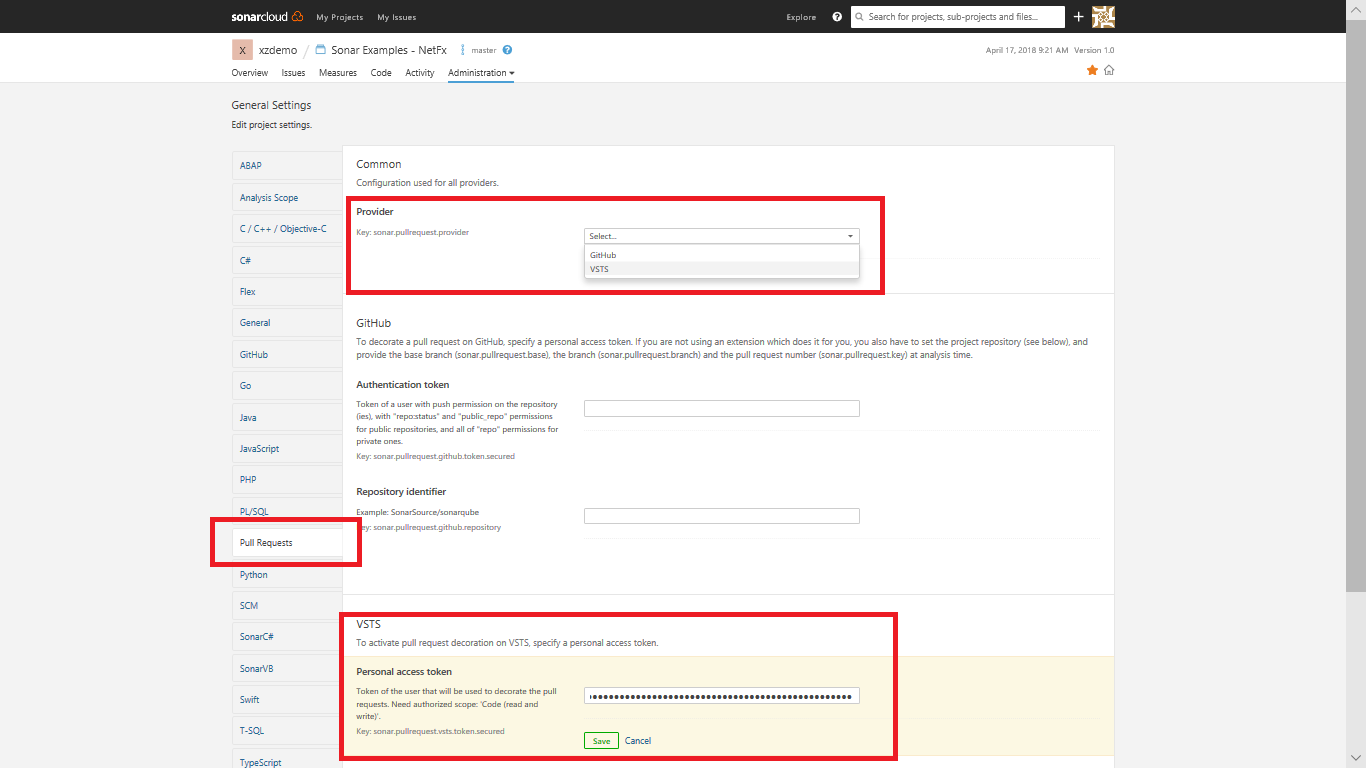 sonarcloud My Projects My Issues Explore Search for projects, sub-projects and files...
X xzdemo / Sonar Examples - NetFx master April 17, 2018 9:21 AM Version 1.0
Overview Issues Measures Code Activity Administration
General Settings
Edit project settings.
ABAP
Analysis Scope
C / C++ / Objective-C
C#
Flex
General
GitHub
Go
Java
JavaScript
PHP
PL/SQL
Pull Requests
Python
SCM
SonarC#
SonarVB
Swift
T-SQL
TypeScript
Common
Configuration used for all providers.
Provider
Key: sonar.pullrequest.provider
Select...
GitHub
VSTS
GitHub
To decorate a pull request on GitHub, specify a personal access token. If you are not using an extension which does it for you, you also have to set the project repository (see below), and
provide the base branch (sonar.pullrequest.base), the branch (sonar.pullrequest.branch) and the pull request number (sonar.pullrequest.key) at analysis time.
Authentication token
Token of a user with push permission on the repository
(ies), with "repo:status" and "public_repo" permissions
for public repositories, and all of "repo" permissions for
private ones.
Key: sonar.pullrequest.github.token.secured
Repository identifier
Example: SonarSource/sonarqube
ey: sonar.pullrequest.github.repository
VSTS
To activate pull request decoration on VSTS, specify a personal access token.
Personal access token
Token of the user that will be used to decorate the pull
requests. Need authorized scope: 'Code (read and
write)'.
Key: sonar.pullrequest.vsts.token.secured
Save Cancel